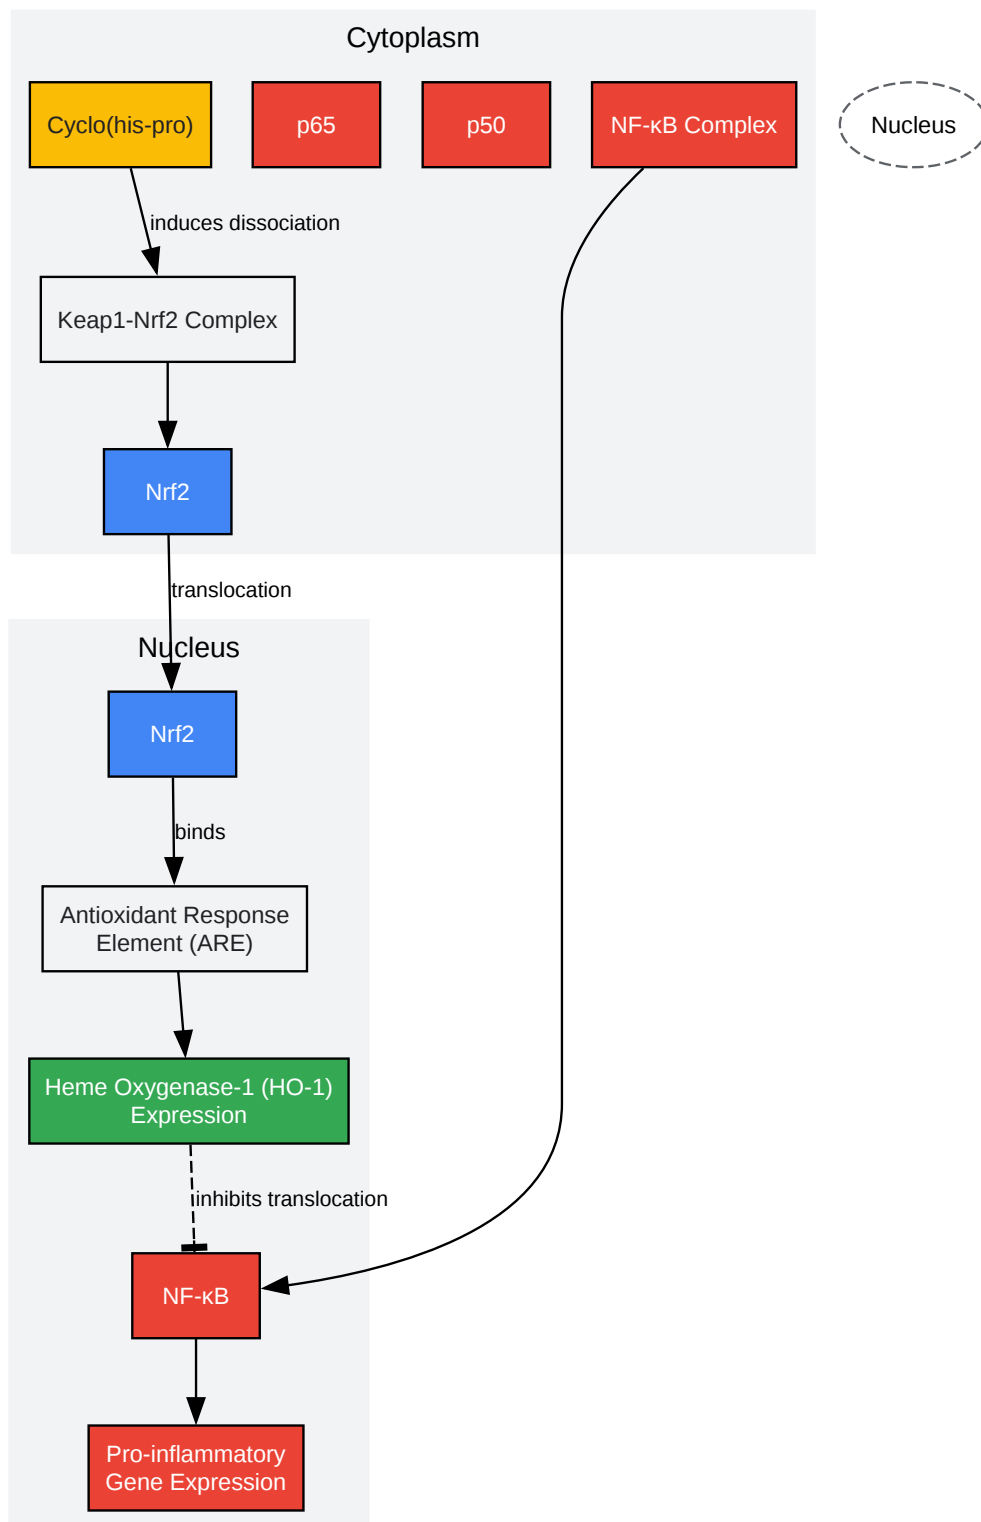 Cytoplasm
Cyclo(his-pro)
p65
p50
NF-κB Complex
Nucleus
induces dissociation
Keap1-Nrf2 Complex
Nrf2
translocation
Nucleus
Nrf2
binds
Antioxidant Response
Element (ARE)
Heme Oxygenase-1 (HO-1)
Expression
inhibits translocation
NF-κB
Pro-inflammatory
Gene Expression